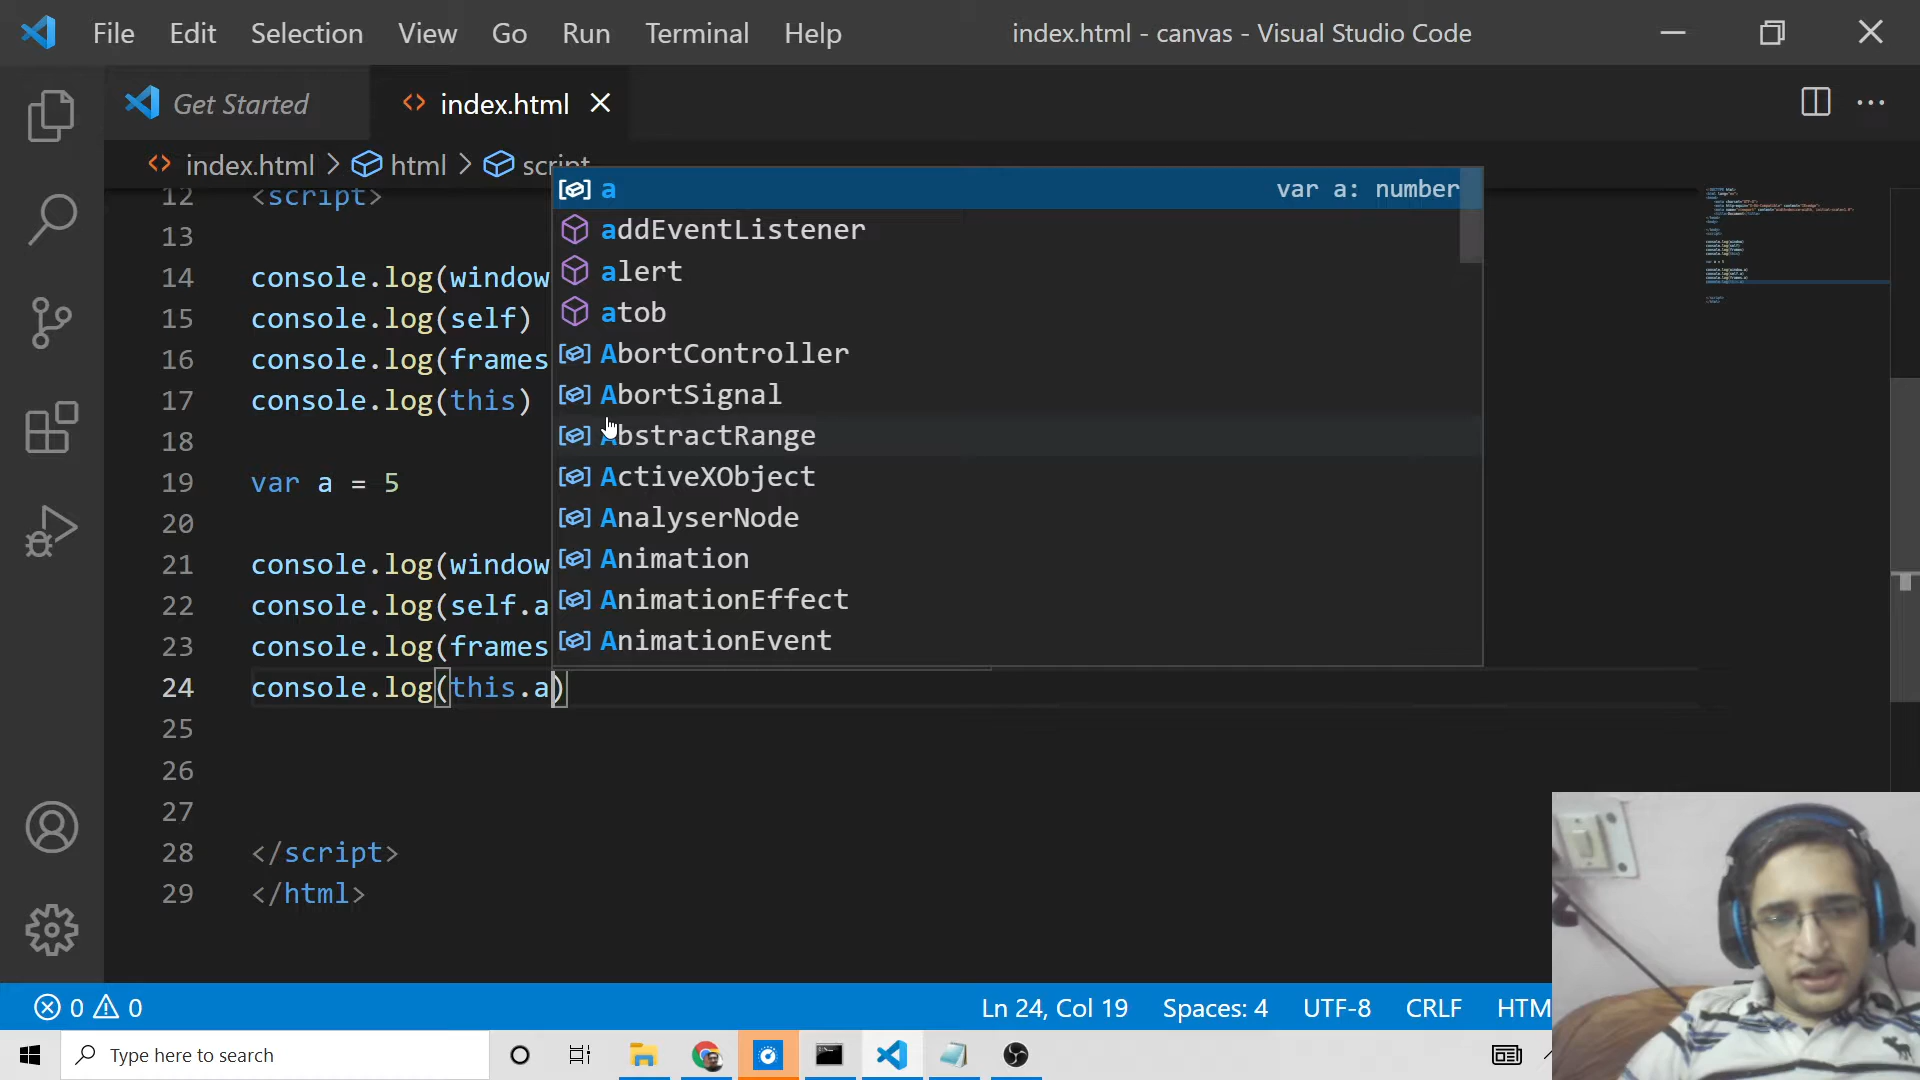 File Edit Selection View Go Run Terminal Help index.html - canvas - Visual Studio Code
Get Started index.html
index.html > html > script
12 <script>
13
14 console.log(window
15 console.log(self)
16 console.log(frames
17 console.log(this)
18
19 var a = 5
20
21 console.log(window
22 console.log(self.a
23 console.log(frames
24 console.log(this.a)
25
26
27
28 </script>
29 </html>
a var a: number
addEventListener
alert
atob
AbortController
AbortSignal
AbstractRange
ActiveXObject
AnalyserNode
Animation
AnimationEffect
AnimationEvent
0 0 Ln 24, Col 19 Spaces: 4 UTF-8 CRLF HTM
Type here to search